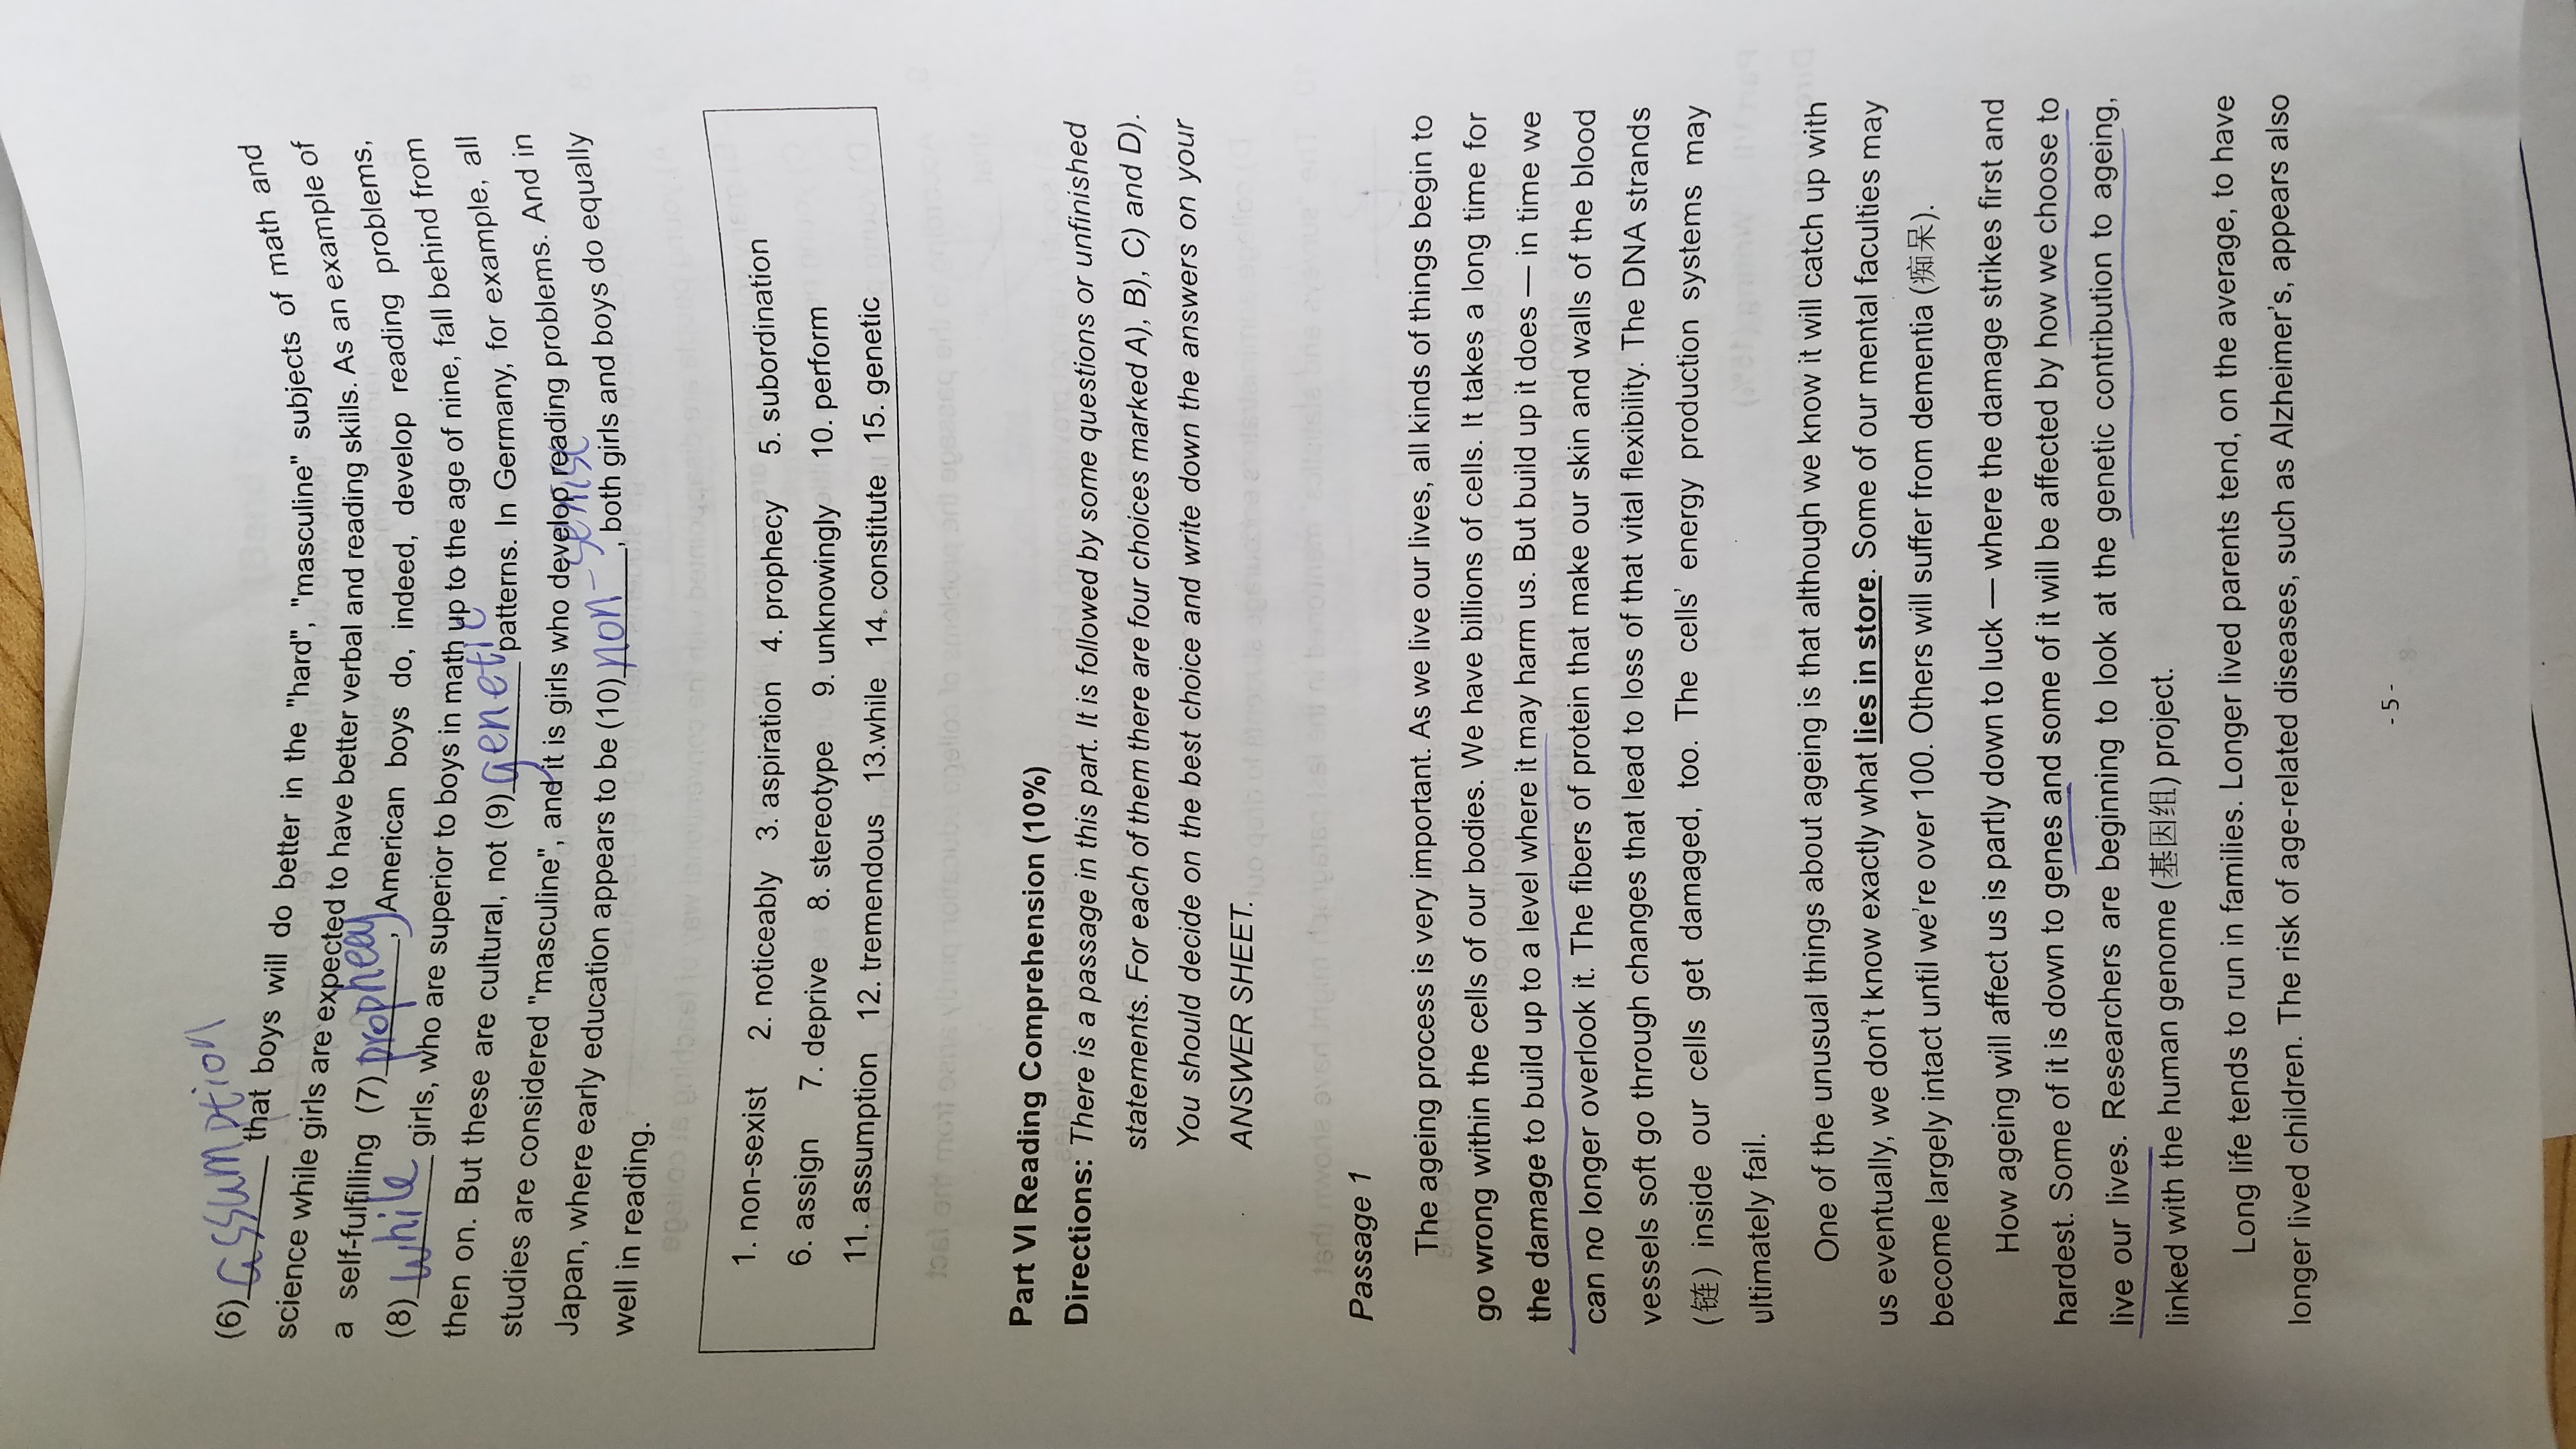 (6) assumption that boys will do better in the "hard", "masculine" subjects of math and
science while girls are expected to have better verbal and reading skills. As an example of
a self-fulfilling (7) prophecy, American boys do, indeed, develop reading problems,
(8) while girls, who are superior to boys in math up to the age of nine, fall behind from
then on. But these are cultural, not (9) genetic patterns. In Germany, for example, all
studies are considered "masculine", and it is girls who develop reading problems. And in
Japan, where early education appears to be (10) non-sexist, both girls and boys do equally
well in reading.
1. non-sexist 2. noticeably 3. aspiration 4. prophecy 5. subordination
6. assign 7. deprive 8. stereotype 9. unknowingly 10. perform
11. assumption 12. tremendous 13.while 14. constitute 15. genetic
Part VI Reading Comprehension (10%)
Directions: There is a passage in this part. It is followed by some questions or unfinished
statements. For each of them there are four choices marked A), B), C) and D).
You should decide on the best choice and write down the answers on your
ANSWER SHEET.
Passage 1
The ageing process is very important. As we live our lives, all kinds of things begin to
go wrong within the cells of our bodies. We have billions of cells. It takes a long time for
the damage to build up to a level where it may harm us. But build up it does — in time we
can no longer overlook it. The fibers of protein that make our skin and walls of the blood
vessels soft go through changes that lead to loss of that vital flexibility. The DNA strands
(链) inside our cells get damaged, too. The cells' energy production systems may
ultimately fail.
One of the unusual things about ageing is that although we know it will catch up with
us eventually, we don't know exactly what lies in store. Some of our mental faculties may
become largely intact until we're over 100. Others will suffer from dementia (痴呆).
How ageing will affect us is partly down to luck — where the damage strikes first and
hardest. Some of it is down to genes and some of it will be affected by how we choose to
live our lives. Researchers are beginning to look at the genetic contribution to ageing,
linked with the human genome (基因组) project.
Long life tends to run in families. Longer lived parents tend, on the average, to have
longer lived children. The risk of age-related diseases, such as Alzheimer's, appears also
- 5 -